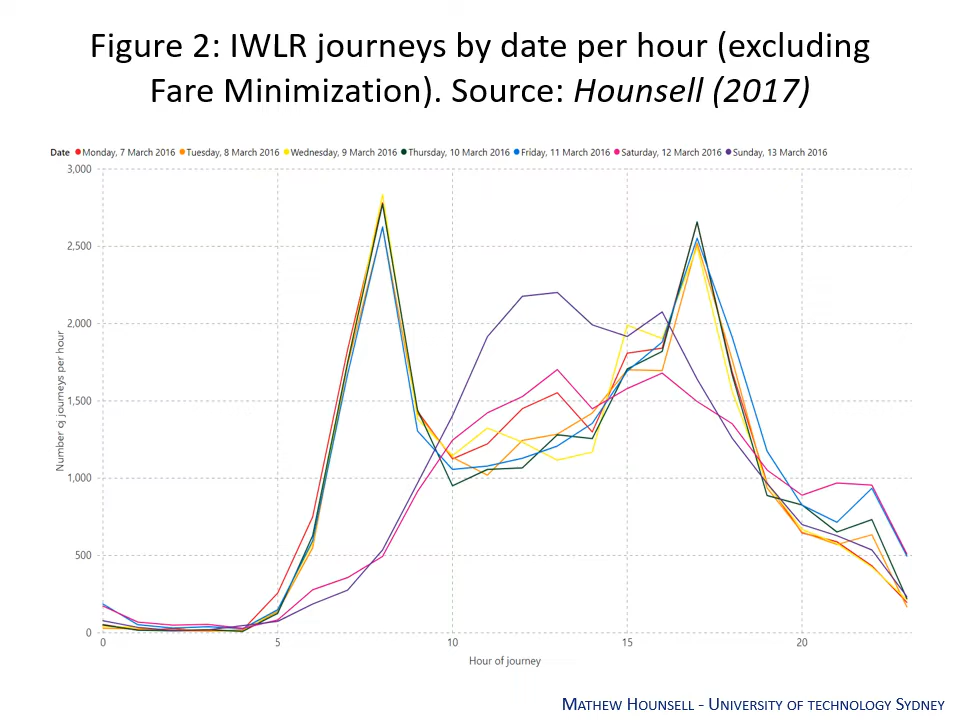 Figure 2: IWLR journeys by date per hour (excluding
Fare Minimization). Source: Hounsell (2017)
Date Monday, 7 March 2016 Tuesday, 8 March 2016 Wednesday, 9 March 2016 Thursday, 10 March 2016 Friday, 11 March 2016 Saturday, 12 March 2016 Sunday, 13 March 2016
3,000
2,500
2,000
1,500
1,000
500
0
Number oj journeys per hour
0 5 10 15 20
Hour of journey
Mathew Hounsell - University of technology Sydney